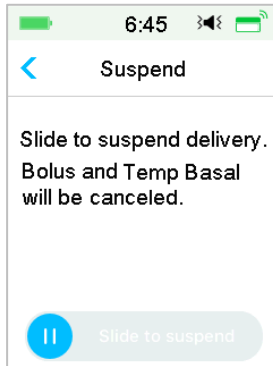 6:45
Suspend
Slide to suspend delivery.
Bolus and Temp Basal
will be canceled.
Slide to suspend